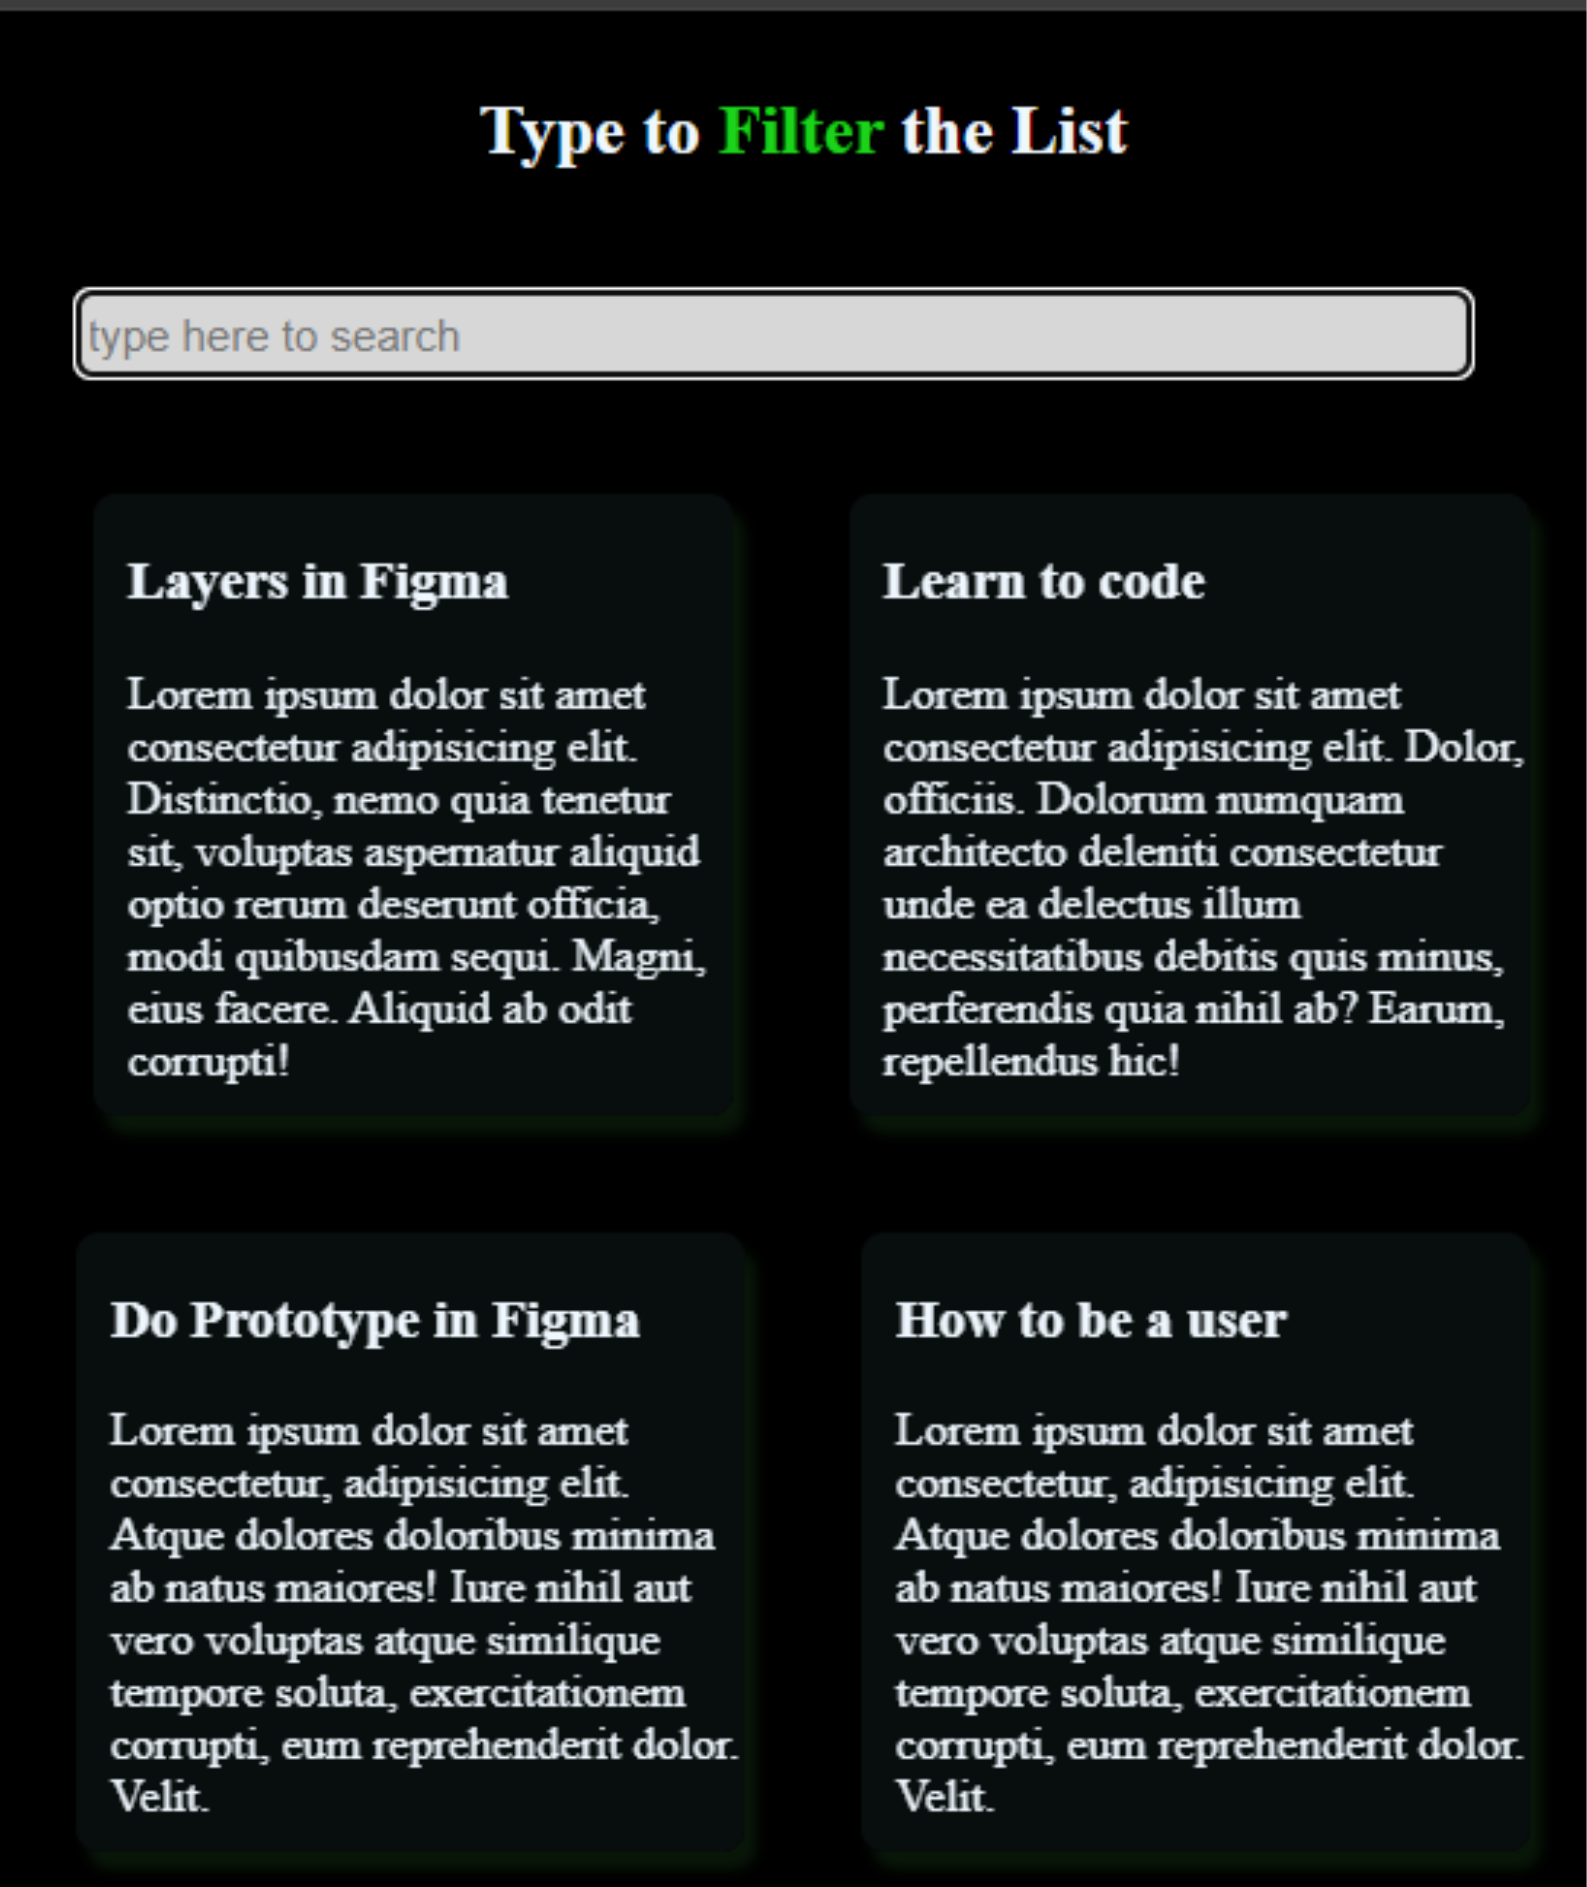 Type to Filter the List
type here to search
Layers in Figma
Lorem ipsum dolor sit amet
consectetur adipisicing elit.
Distinctio, nemo quia tenetur
sit, voluptas aspernatur aliquid
optio rerum deserunt officia,
modi quibusdam sequi. Magni,
eius facere. Aliquid ab odit
corrupti!
Learn to code
Lorem ipsum dolor sit amet
consectetur adipisicing elit. Dolor,
officiis. Dolorum numquam
architecto deleniti consectetur
unde ea delectus illum
necessitatibus debitis quis minus,
perferendis quia nihil ab? Earum,
repellendus hic!
Do Prototype in Figma
Lorem ipsum dolor sit amet
consectetur, adipisicing elit.
Atque dolores doloribus minima
ab natus maiores! Iure nihil aut
vero voluptas atque similique
tempore soluta, exercitationem
corrupti, eum reprehenderit dolor.
Velit.
How to be a user
Lorem ipsum dolor sit amet
consectetur, adipisicing elit.
Atque dolores doloribus minima
ab natus maiores! Iure nihil aut
vero voluptas atque similique
tempore soluta, exercitationem
corrupti, eum reprehenderit dolor.
Velit.